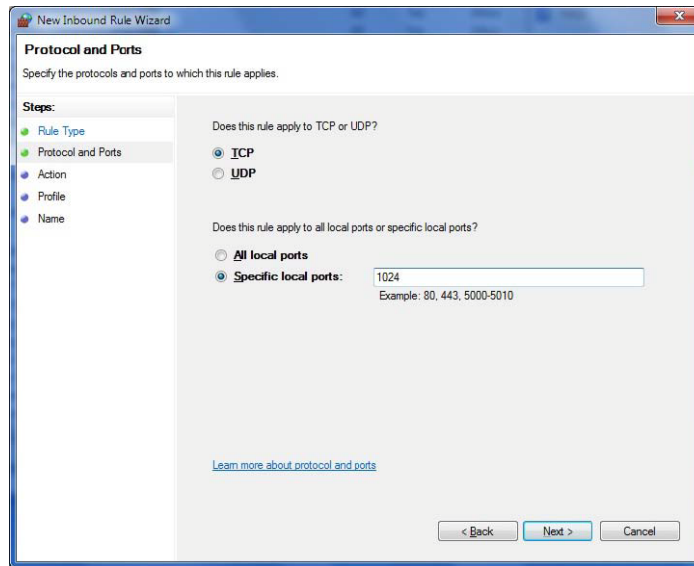 New Inbound Rule Wizard
Protocol and Ports
Specify the protocols and ports to which this rule applies.
Steps:
Rule Type
Protocol and Ports
Action
Profile
Name
Does this rule apply to TCP or UDP?
TCP
UDP
Does this rule apply to all local ports or specific local ports?
All local ports
Specific local ports:
1024
Example: 80, 443, 5000-5010
Learn more about protocol and ports
< Back
Next >
Cancel